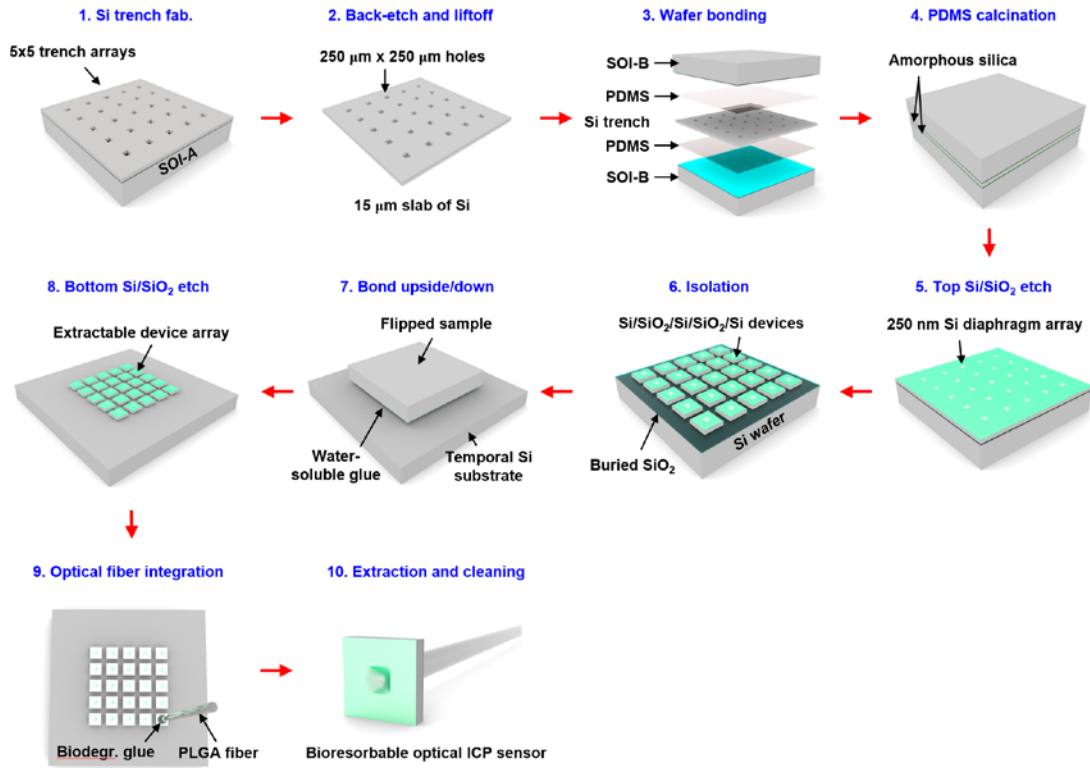 1. Si trench fab.
5x5 trench arrays
SOI-A
2. Back-etch and liftoff
250 μm x 250 μm holes
15 μm slab of Si
3. Wafer bonding
SOI-B
PDMS
Si trench
PDMS
SOI-B
4. PDMS calcination
Amorphous silica
5. Top Si/SiO₂ etch
250 nm Si diaphragm array
6. Isolation
Si/SiO₂/Si/SiO₂/Si devices
Buried SiO₂
Si wafer
7. Bond upside/down
Flipped sample
Water-
soluble glue
Temporal Si
substrate
8. Bottom Si/SiO₂ etch
Extractable device array
9. Optical fiber integration
Biodegr. glue
PLGA fiber
10. Extraction and cleaning
Bioresorbable optical ICP sensor